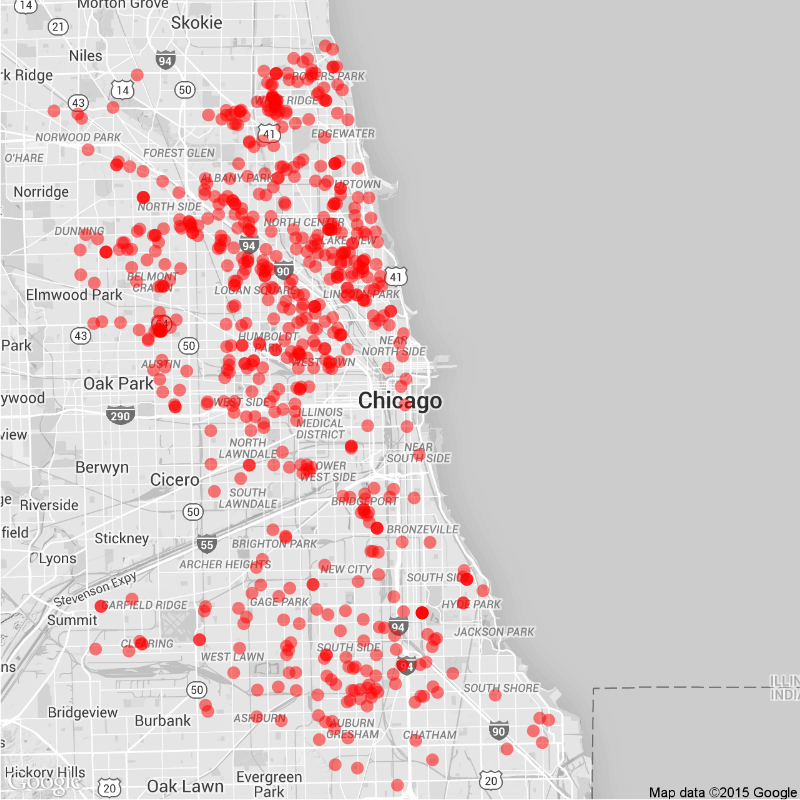 Morton Grove
14
21
Skokie
Niles
94
rk Ridge
ROGERS PARK
14
50
43
WEST RIDGE
41
NORWOOD PARK
EDGEWATER
O'HARE
FOREST GLEN
ALBANY PARK
UPTOWN
Norridge
NORTH SIDE
DUNNING
NORTH CENTER
94
LAKE VIEW
90
41
BELMONT
CRAGIN
Elmwood Park
LOGAN SQUARE
LINCOLN PARK
64
43
HUMBOLDT
PARK
NEAR
NORTH SIDE
Park
50
AUSTIN
WEST TOWN
Oak Park
ywood
290
WEST SIDE
Chicago
ILLINOIS
MEDICAL
DISTRICT
view
NORTH
LAWNDALE
NEAR
SOUTH SIDE
Berwyn
LOWER
WEST SIDE
Cicero
SOUTH
LAWNDALE
ge
Riverside
50
BRIDGEPORT
field
Stickney
BRONZEVILLE
55
BRIGHTON PARK
Lyons
ARCHER HEIGHTS
NEW CITY
SOUTH SIDE
Stevenson Expy
GARFIELD RIDGE
GAGE PARK
HYDE PARK
Summit
94
JACKSON PARK
CLEARING
SOUTH SIDE
WEST LAWN
94
ns
50
SOUTH SHORE
ILLIN
INDIA
Bridgeview
Burbank
ASHBURN
AUBURN
GRESHAM
CHATHAM
90
Hickory Hills
Google
20
Oak Lawn
Evergreen
Park
20
Map data ©2015 Google